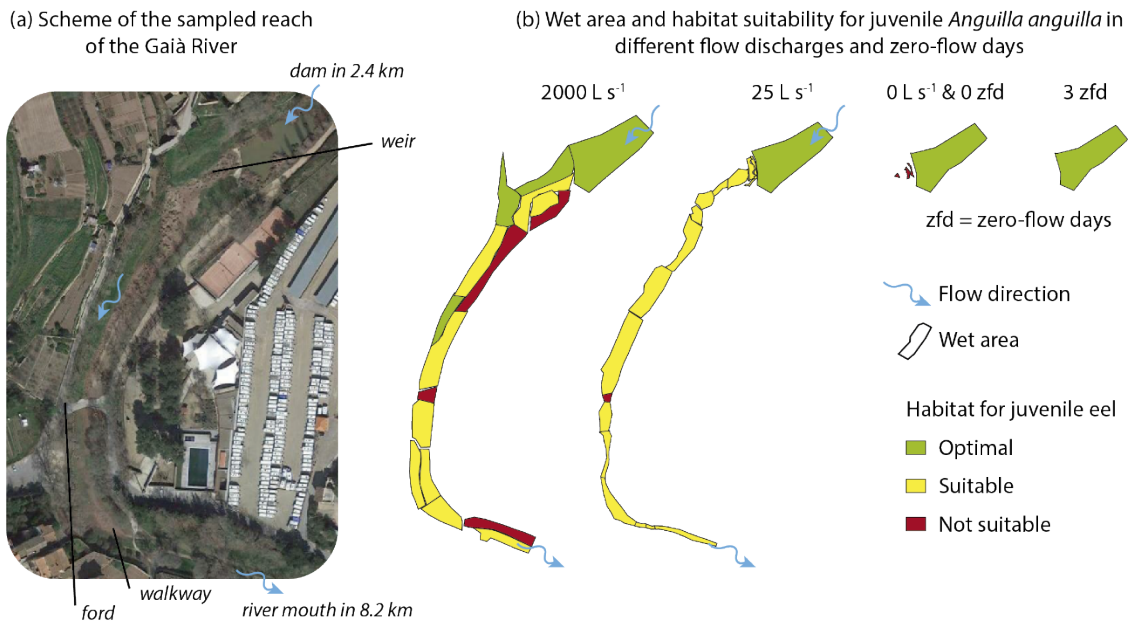 (a) Scheme of the sampled reach
of the Gaià River
dam in 2.4 km
weir
walkway
ford
river mouth in 8.2 km
(b) Wet area and habitat suitability for juvenile Anguilla anguilla in
different flow discharges and zero-flow days
2000 L s⁻¹
25 L s⁻¹
0 L s⁻¹ & 0 zfd
3 zfd
zfd = zero-flow days
Flow direction
Wet area
Habitat for juvenile eel
Optimal
Suitable
Not suitable